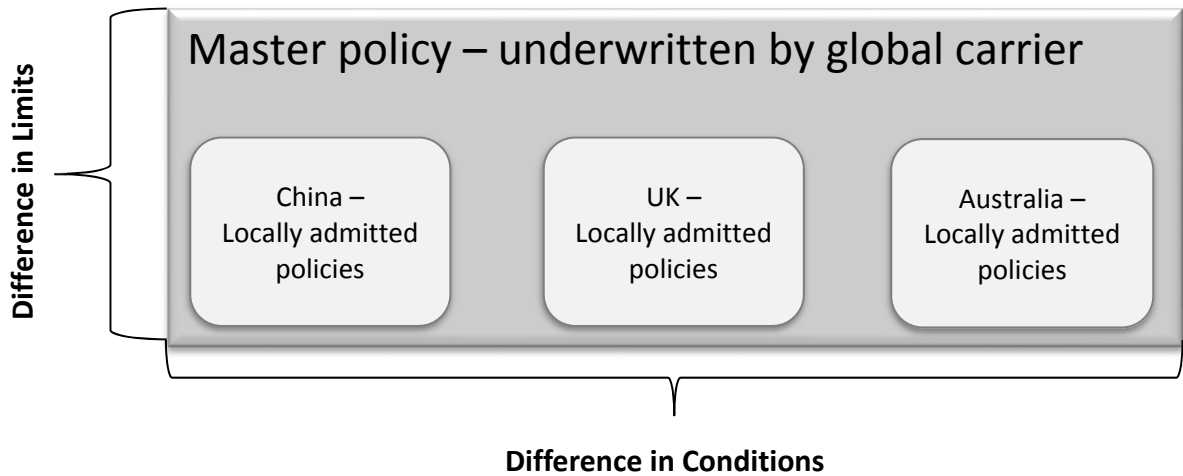 Master policy – underwritten by global carrier
Difference in Limits
China –
Locally admitted
policies
UK –
Locally admitted
policies
Australia –
Locally admitted
policies
Difference in Conditions